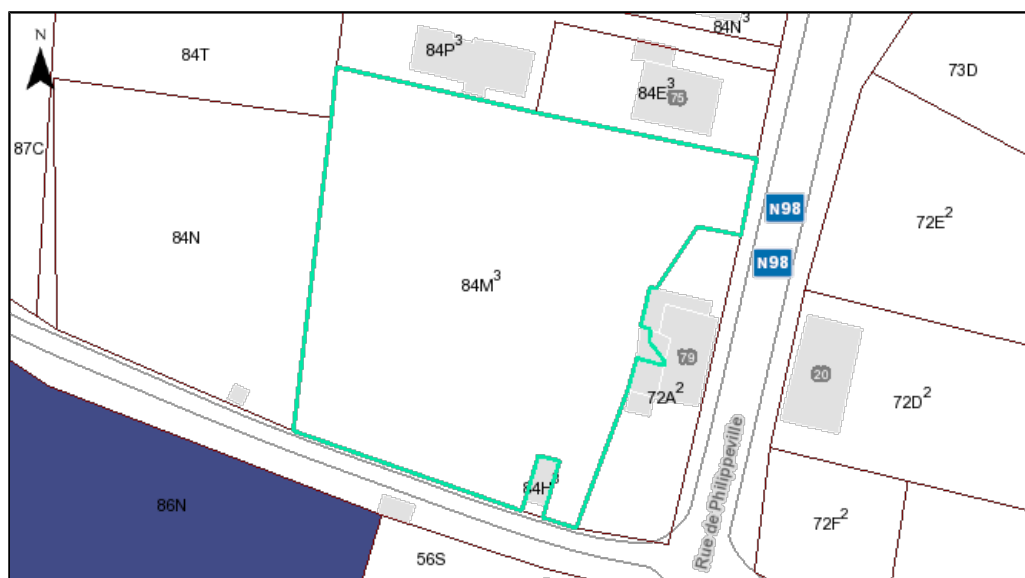 N
84T
84P³
84N³
73D
84E³
75
87C
N98
72E²
84N
N98
84M³
79
20
72A²
72D²
84H³
86N
Rue de Philippeville
72F²
56S